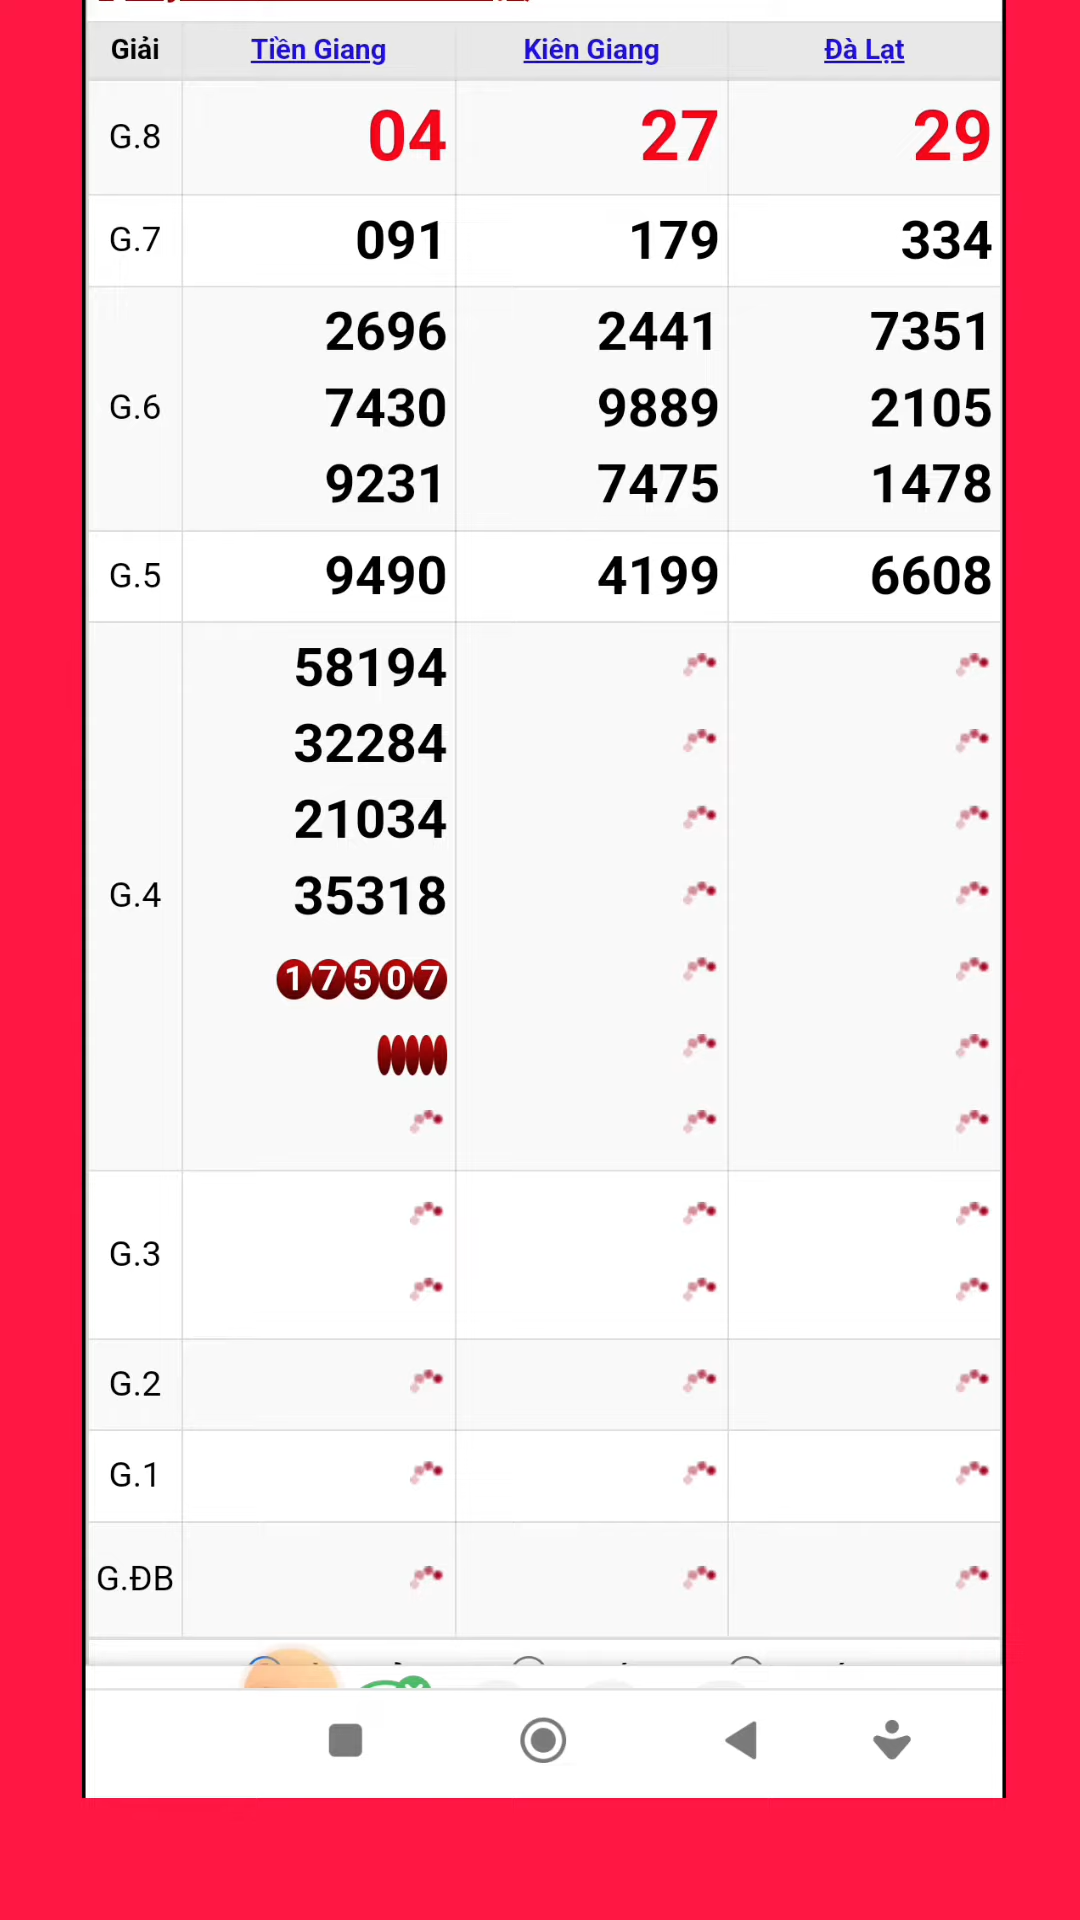 Giải Tiền Giang Kiên Giang Đà Lạt
G.8 04 27 29
G.7 091 179 334
2696 2441 7351
G.6 7430 9889 2105
9231 7475 1478
G.5 9490 4199 6608
58194
32284
21034
G.4 35318
17507
G.3
G.2
G.1
G.ĐB